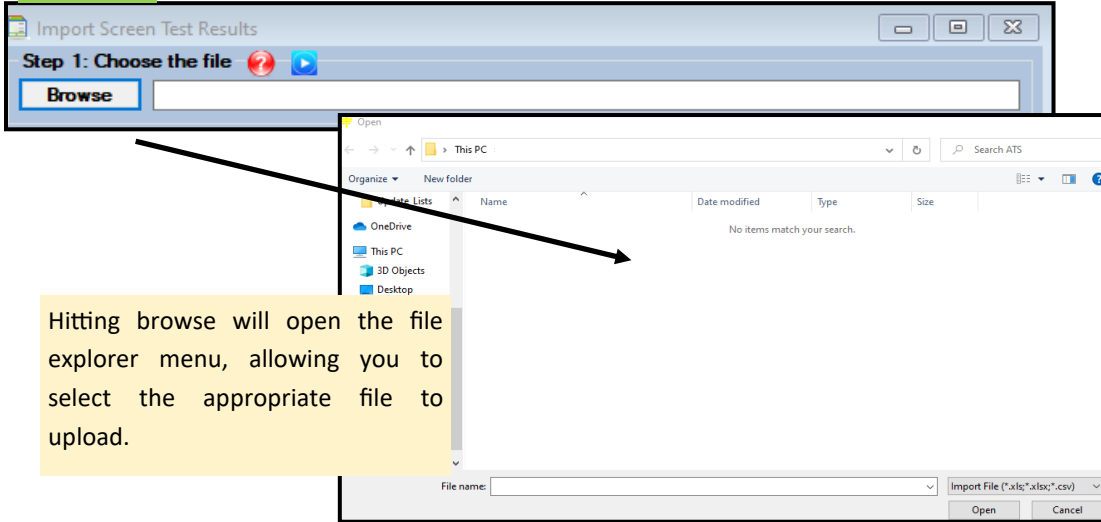 Import Screen Test Results
Step 1: Choose the file ?
Browse
Open
This PC
Search ATS
Organize New folder ?
Update Lists Name Date modified Type Size
OneDrive
No items match your search.
This PC
3D Objects
Desktop
Hitting browse will open the file
explorer menu, allowing you to
select the appropriate file to
upload.
File name: Import File (*.xls;*.xlsx;*.csv)
Open Cancel